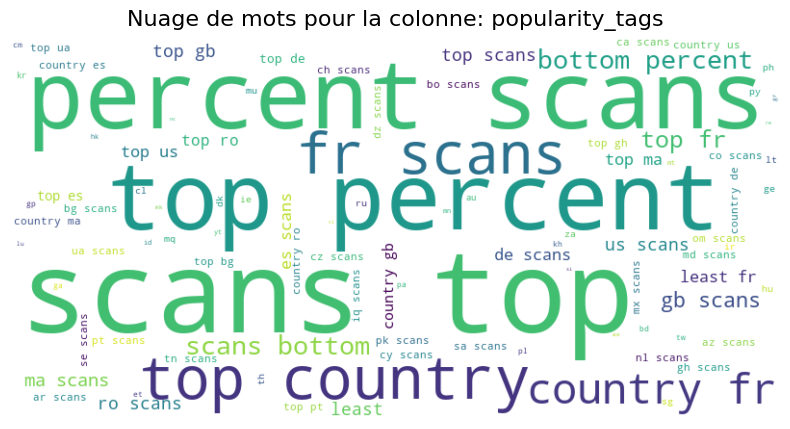 Nuage de mots pour la colonne: popularity_tags
cm
top ua
top gb
top de
top scans
ca scans
country us
country es
bottom percent
kr
percent scans
ch scans
bo scans
ph
mu
dz scans
py
hk
top ro
fr scans
top gh
top fr
top us
top ma
co scans
lt
top es
cl
top percent
ge
gp
bg scans
dk
ie
ru
au
mn
country de
country ma
es scans
id
mq
yt
za
om scans
ua scans
country ro
cz scans
country gb
de scans
kh
us scans
md scans
top bg
scans top
iq scans
pa
mx scans
least fr
ga
hu
gb scans
se scans
pt scans
scans bottom
pk scans
sa scans
bd
tw
az scans
tn scans
cy scans
pl
nl scans
gh scans
ma scans
th
top country
country fr
et
ar scans
ro scans
top pt
least
sg